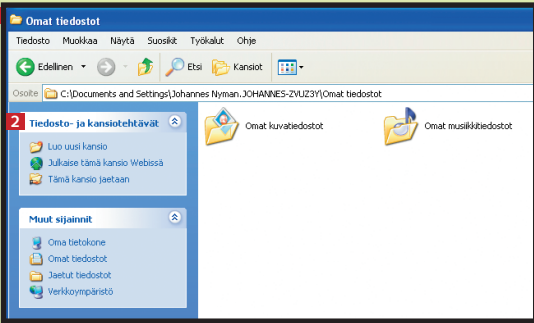 Omat tiedostot
Tiedosto Muokkaa Näytä Suosikit Työkalut Ohje
Edellinen Etsi Kansiot
Osoite C:\Documents and Settings\Johannes Nyman.JOHANNES-ZVUZ3Y\Omat tiedostot
2 Tiedosto- ja kansiotehtävät
Luo uusi kansio
Julkaise tämä kansio Webissä
Tämä kansio jaetaan
Muut sijainnit
Oma tietokone
Omat tiedostot
Jaetut tiedostot
Verkkoympäristö
Omat kuvatiedostot
Omat musiikkitiedostot